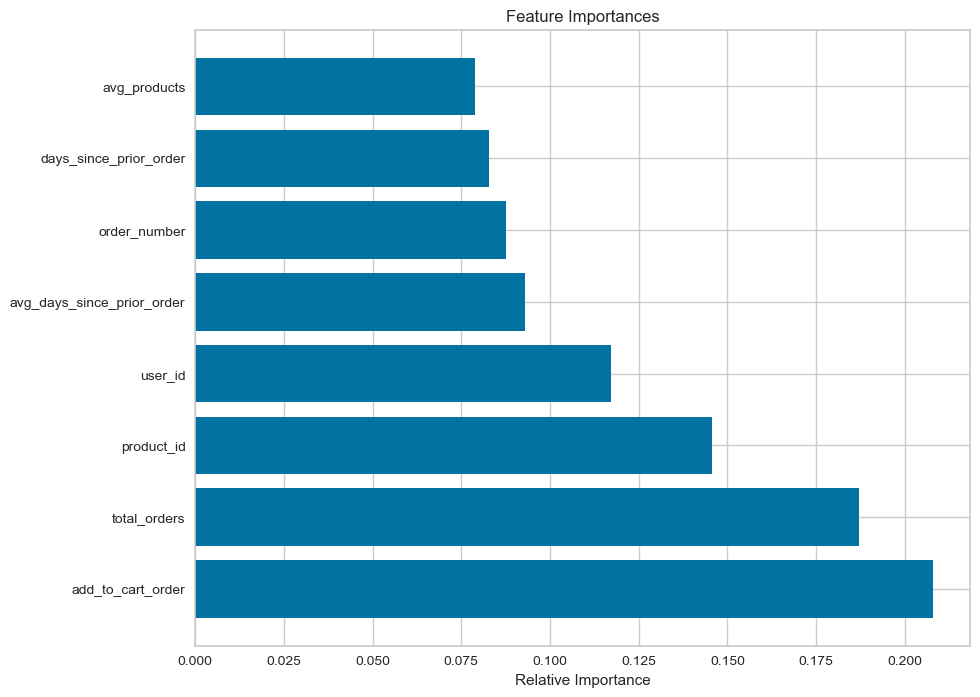 Feature Importances
avg_products
days_since_prior_order
order_number
avg_days_since_prior_order
user_id
product_id
total_orders
add_to_cart_order
0.000 0.025 0.050 0.075 0.100 0.125 0.150 0.175 0.200
Relative Importance